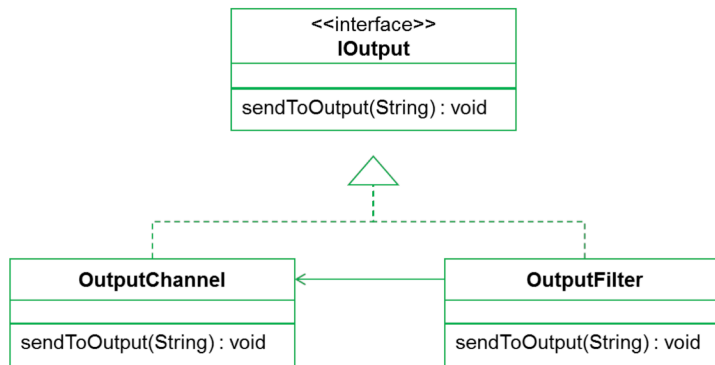 <<interface>>
IOutput
sendToOutput(String) : void
OutputChannel
sendToOutput(String) : void
OutputFilter
sendToOutput(String) : void